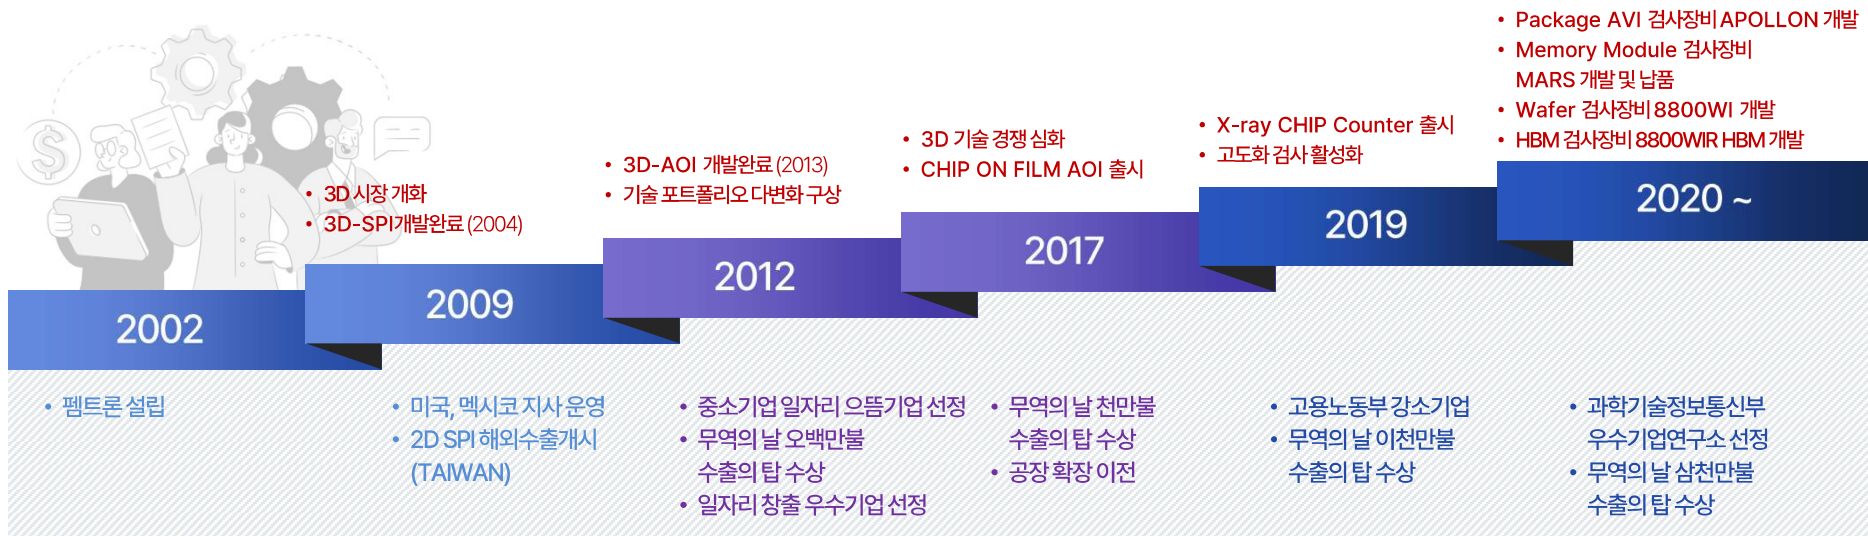 • Package AVI 검사장비 APOLLON 개발
• Memory Module 검사장비
MARS 개발 및 납품
• Wafer 검사장비 8800WI 개발
• HBM 검사장비 8800WIR HBM 개발
• X-ray CHIP Counter 출시
• 고도화 검사 활성화
• 3D 기술 경쟁 심화
• CHIP ON FILM AOI 출시
• 3D-AOI 개발완료 (2013)
• 기술 포트폴리오 다변화 구상
• 3D 시장 개화
• 3D-SPI개발완료 (2004)
2002
2009
2012
2017
2019
2020 ~
• 펨트론 설립
• 미국, 멕시코 지사 운영
• 2D SPI 해외수출개시
(TAIWAN)
• 중소기업 일자리 으뜸기업 선정
• 무역의 날 오백만불
수출의 탑 수상
• 일자리 창출 우수기업 선정
• 무역의 날 천만불
수출의 탑 수상
• 공장 확장 이전
• 고용노동부 강소기업
• 무역의 날 이천만불
수출의 탑 수상
• 과학기술정보통신부
우수기업연구소 선정
• 무역의 날 삼천만불
수출의 탑 수상